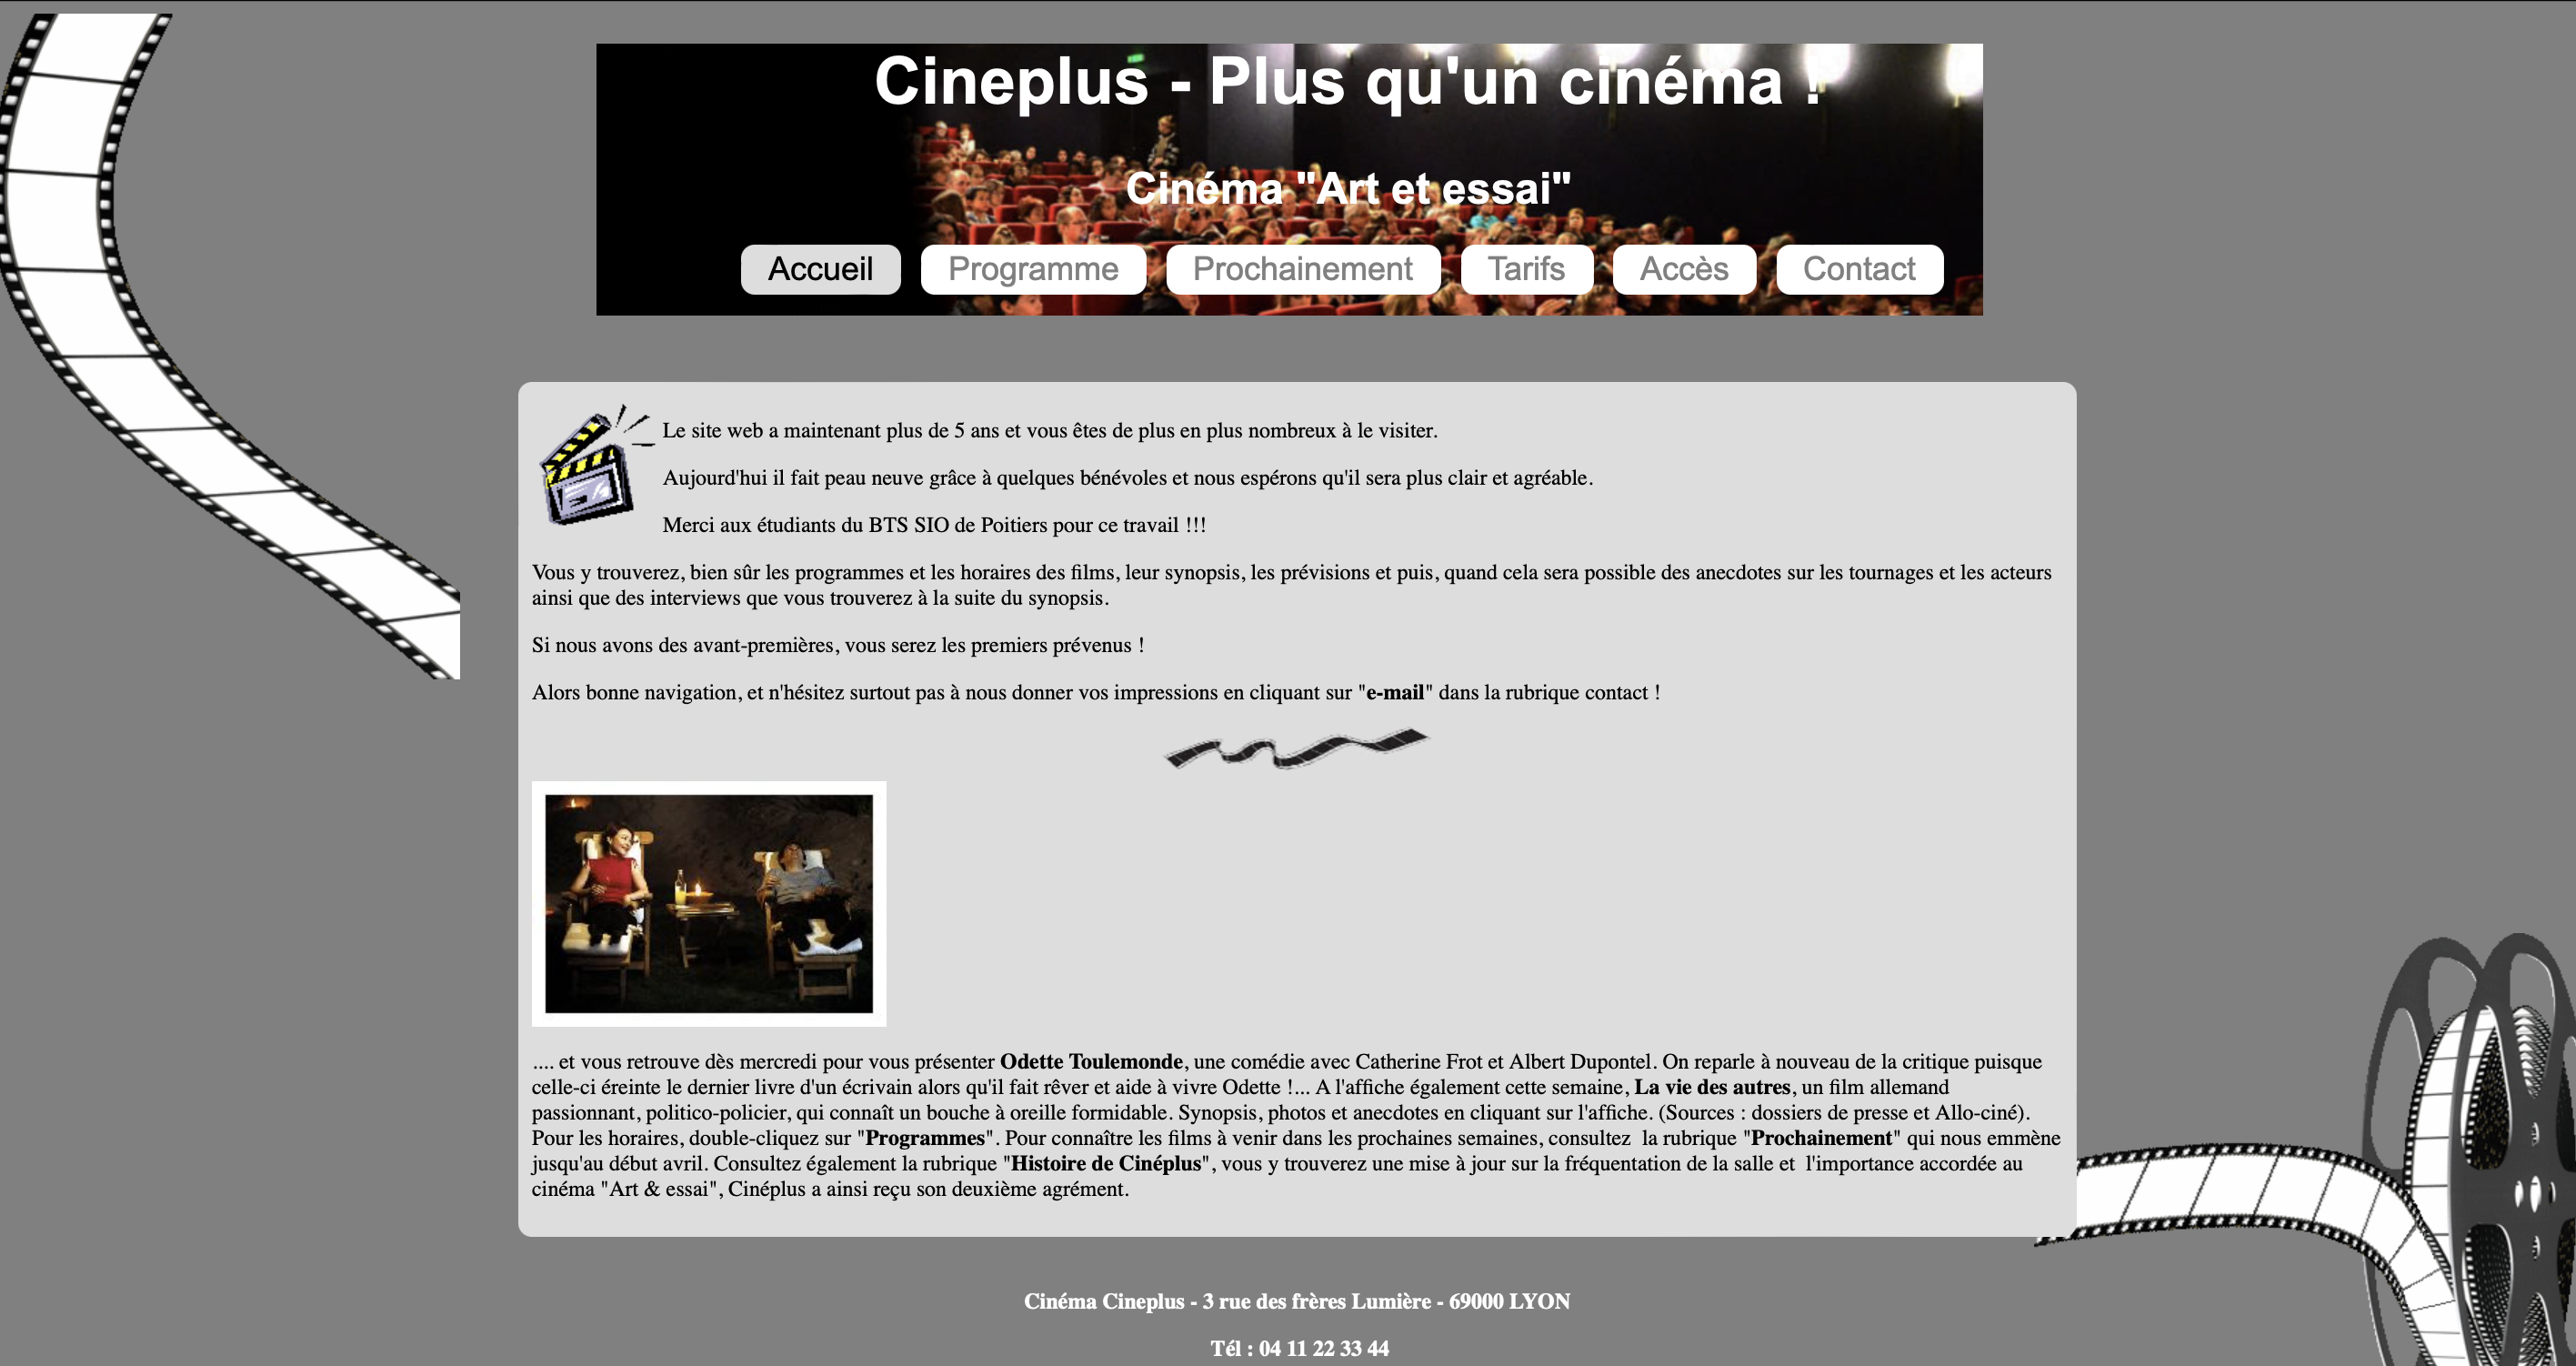 Cineplus - Plus qu'un cinéma !
Cinéma "Art et essai"
Accueil Programme Prochainement Tarifs Accès Contact
Le site web a maintenant plus de 5 ans et vous êtes de plus en plus nombreux à le visiter.
Aujourd'hui il fait peau neuve grâce à quelques bénévoles et nous espérons qu'il sera plus clair et agréable.
Merci aux étudiants du BTS SIO de Poitiers pour ce travail !!!
Vous y trouverez, bien sûr les programmes et les horaires des films, leur synopsis, les prévisions et puis, quand cela sera possible des anecdotes sur les tournages et les acteurs
ainsi que des interviews que vous trouverez à la suite du synopsis.
Si nous avons des avant-premières, vous serez les premiers prévenus !
Alors bonne navigation, et n'hésitez surtout pas à nous donner vos impressions en cliquant sur "e-mail" dans la rubrique contact !
.... et vous retrouve dès mercredi pour vous présenter Odette Toulemonde, une comédie avec Catherine Frot et Albert Dupontel. On reparle à nouveau de la critique puisque
celle-ci éreinte le dernier livre d'un écrivain alors qu'il fait rêver et aide à vivre Odette !... A l'affiche également cette semaine, La vie des autres, un film allemand
passionnant, politico-policier, qui connaît un bouche à oreille formidable. Synopsis, photos et anecdotes en cliquant sur l'affiche. (Sources : dossiers de presse et Allo-ciné).
Pour les horaires, double-cliquez sur "Programmes". Pour connaître les films à venir dans les prochaines semaines, consultez  la rubrique "Prochainement" qui nous emmène
jusqu'au début avril. Consultez également la rubrique "Histoire de Cinéplus", vous y trouverez une mise à jour sur la fréquentation de la salle et  l'importance accordée au
cinéma "Art & essai", Cinéplus a ainsi reçu son deuxième agrément.
Cinéma Cineplus - 3 rue des frères Lumière - 69000 LYON
Tél : 04 11 22 33 44